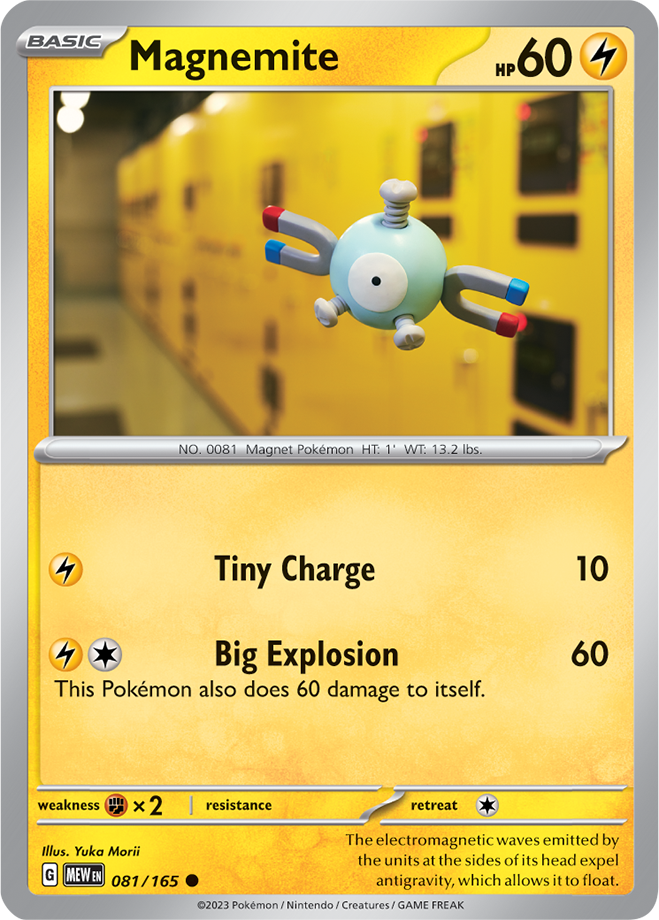 BASIC
Magnemite
HP 60
NO. 0081 Magnet Pokémon HT: 1' WT: 13.2 lbs.
Tiny Charge 10
Big Explosion 60
This Pokémon also does 60 damage to itself.
weakness ×2 resistance retreat
Illus. Yuka Morii
The electromagnetic waves emitted by
the units at the sides of its head expel
antigravity, which allows it to float.
G MEW EN 081/165
©2023 Pokémon / Nintendo / Creatures / GAME FREAK